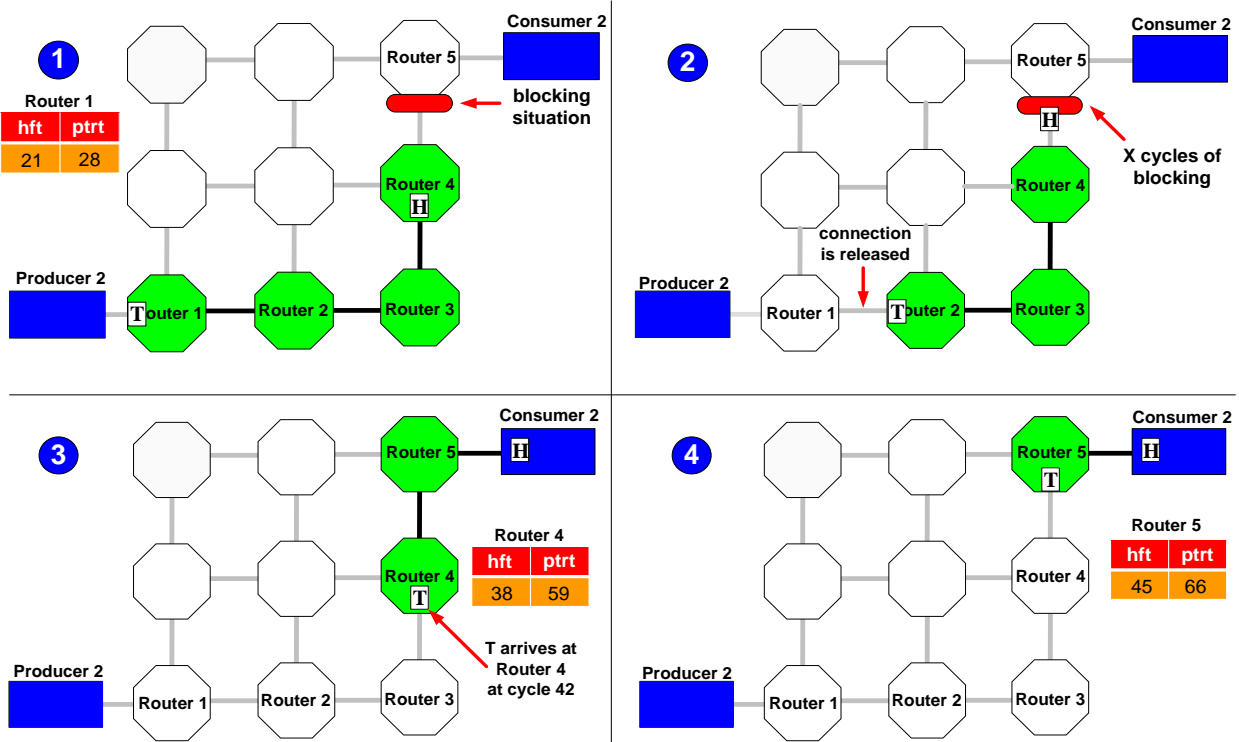 1
Consumer 2
Router 5
blocking
situation
Router 1
hft ptrt
21 28
Router 4
H
Producer 2
T
outer 1
Router 2
Router 3
2
Consumer 2
Router 5
H
X cycles of
blocking
Router 4
connection
is released
Producer 2
Router 1
T
outer 2
Router 3
3
Consumer 2
H
Router 5
Router 4
hft ptrt
38 59
Router 4
T
T arrives at
Router 4
at cycle 42
Producer 2
Router 1
Router 2
Router 3
4
Consumer 2
H
Router 5
T
Router 5
hft ptrt
45 66
Router 4
Producer 2
Router 1
Router 2
Router 3